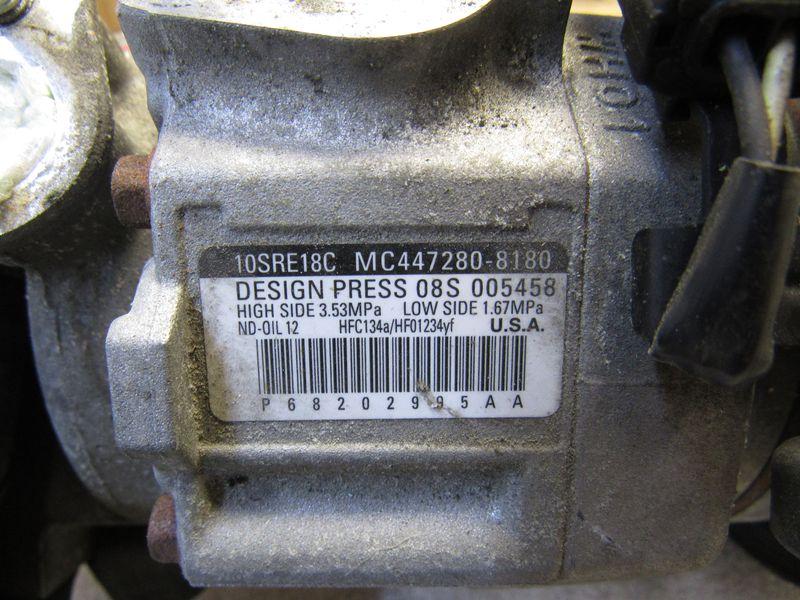 10SRE18C MC447280-8180
DESIGN PRESS 08S 005458
HIGH SIDE 3.53MPa LOW SIDE 1.67MPa
ND-OIL 12 HFC134a/HFO1234yf U.S.A.
P68202995AA